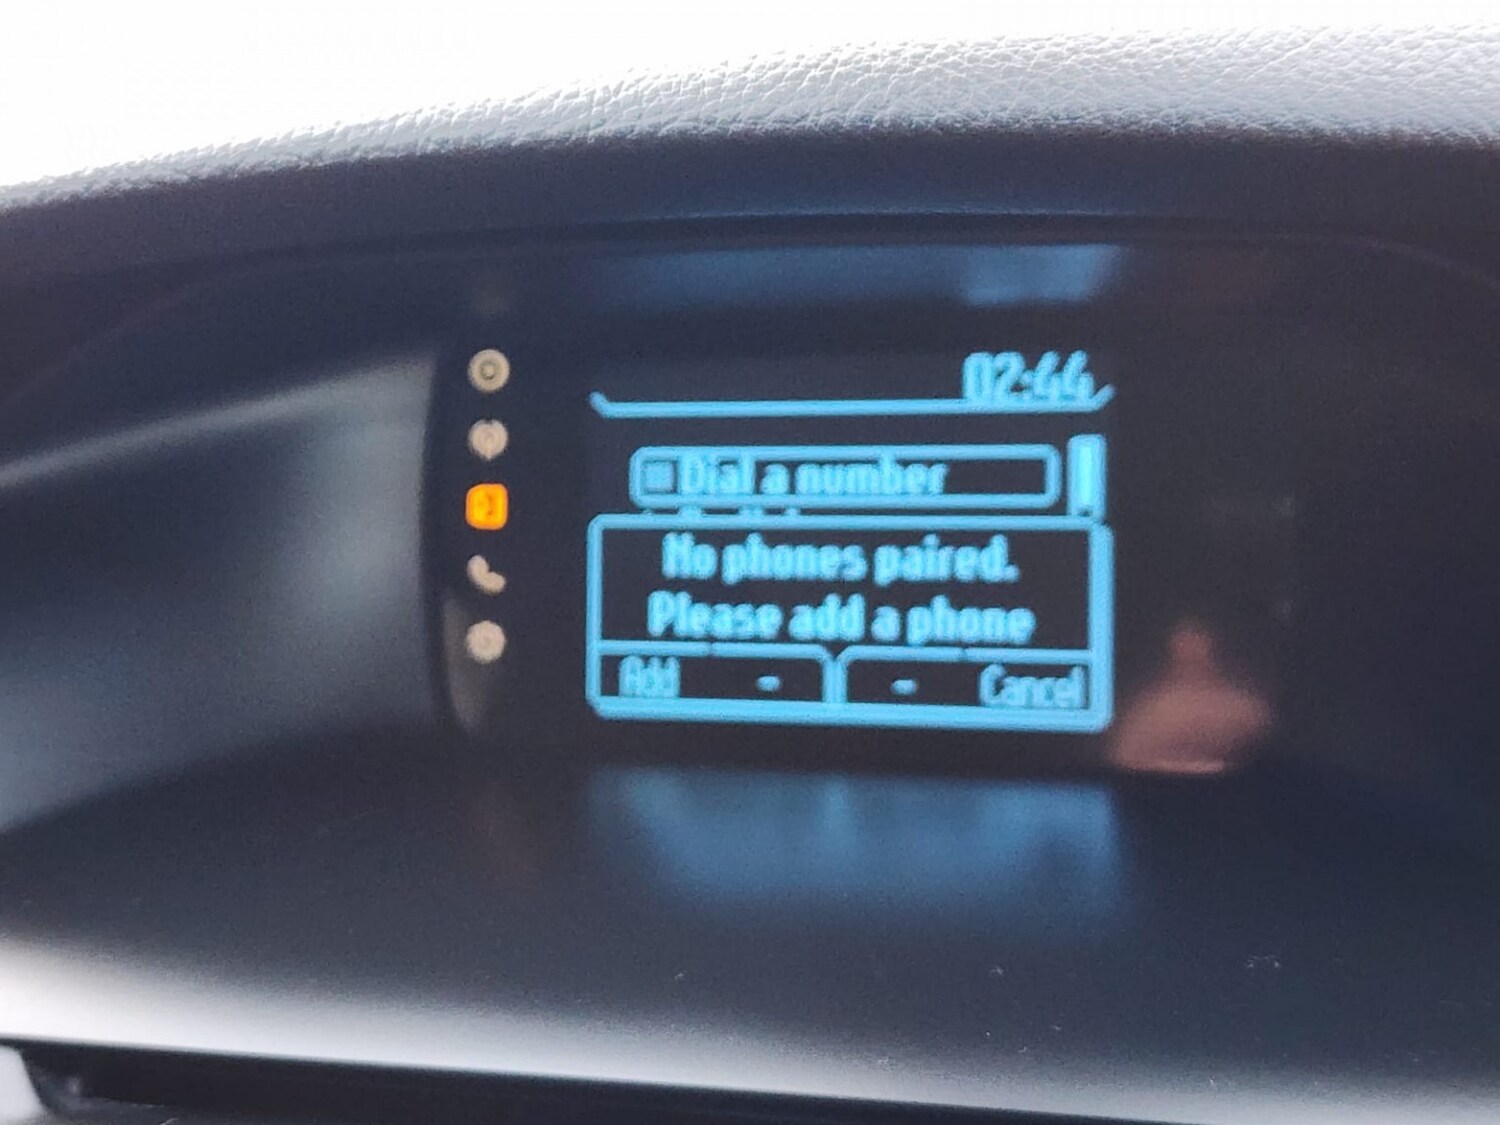 02:44
Dial a number
No phones paired.
Please add a phone
Add - - Cancel